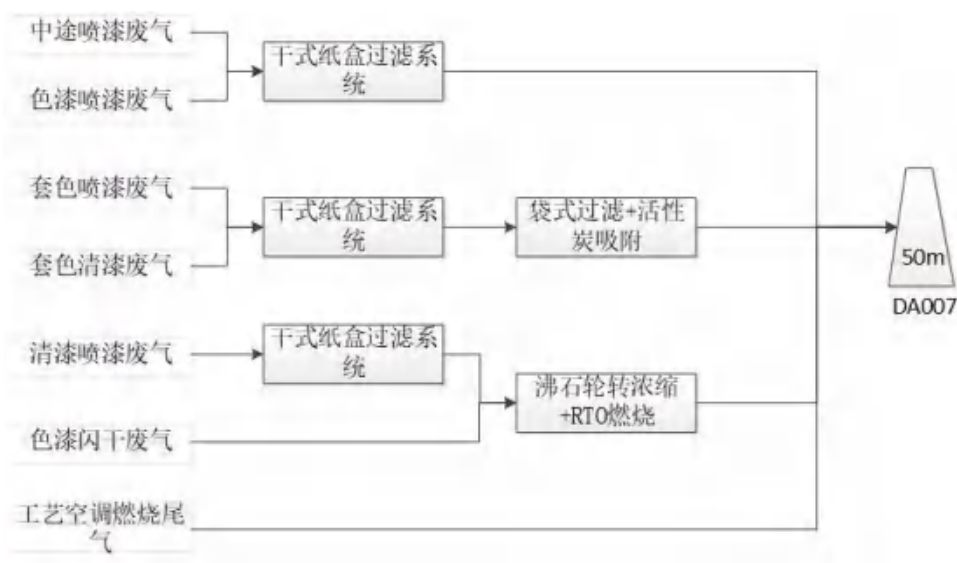 中途喷漆废气
干式纸盒过滤系
统
色漆喷漆废气
套色喷漆废气
干式纸盒过滤系
统
袋式过滤+活性
炭吸附
套色清漆废气
50m
DA007
清漆喷漆废气
干式纸盒过滤系
统
沸石轮转浓缩
+RTO燃烧
色漆闪干废气
工艺空调燃烧尾
气